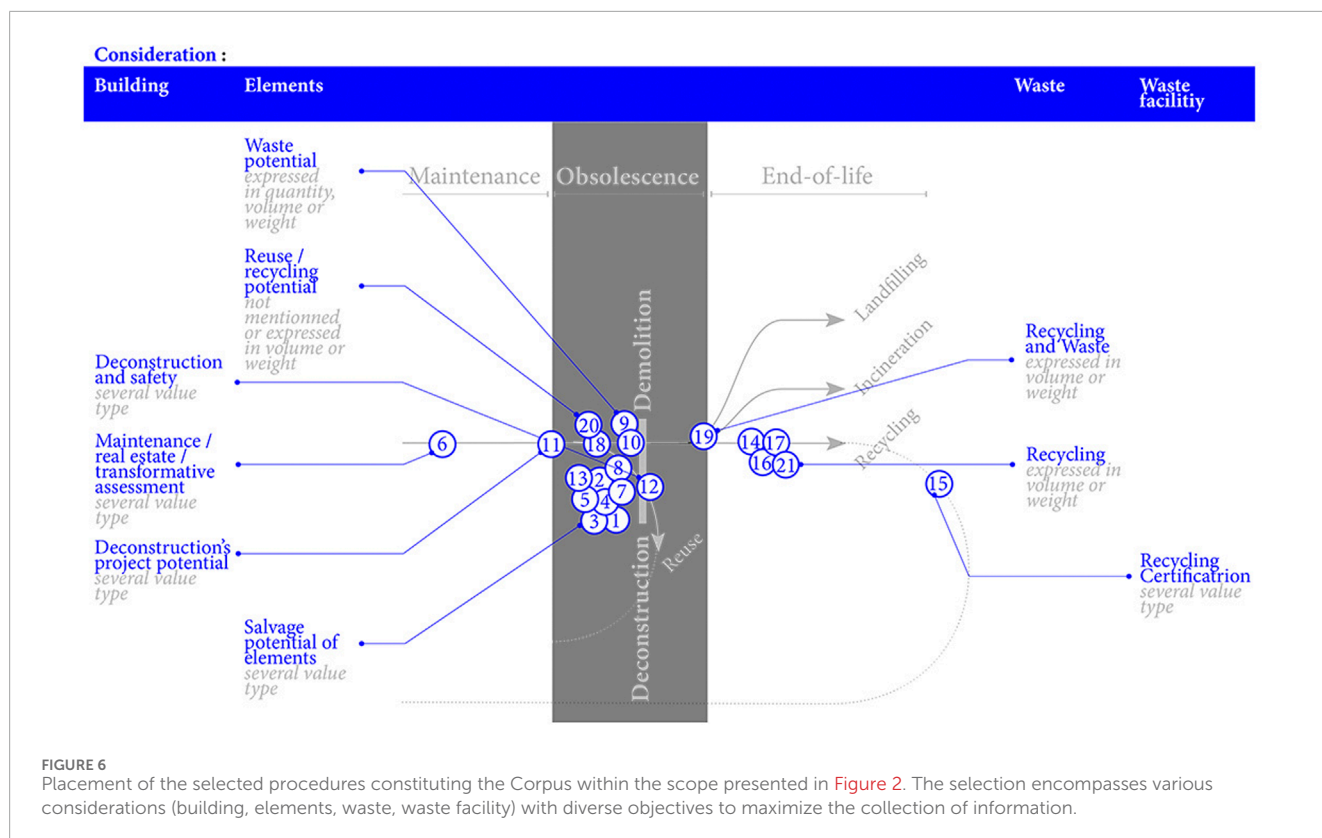 Consideration :
Building
Elements
Waste
Waste
facilitiy
Waste
potential
expressed
in quantity,
volume or
weight
Reuse /
recycling
potential
not
mentionned
or expressed
in volume or
weight
Deconstruction
and safety
several value
type
Maintenance /
real estate /
transformative
assessment
several value
type
Deconstruction's
project potential
several value
type
Salvage
potential of
elements
several value
type
Maintenance
Obsolescence
End-of-life
Demolition
Deconstruction
Landfilling
Incineration
Recycling
Reuse
6
11
20
18
9
10
8
13
2
12
5
4
7
3
1
19
14
17
16
21
15
Recycling
and Waste
expressed in
volume or
weight
Recycling
expressed in
volume or
weight
Recycling
Certificatrion
several value
type
FIGURE 6
Placement of the selected procedures constituting the Corpus within the scope presented in Figure 2. The selection encompasses various
considerations (building, elements, waste, waste facility) with diverse objectives to maximize the collection of information.